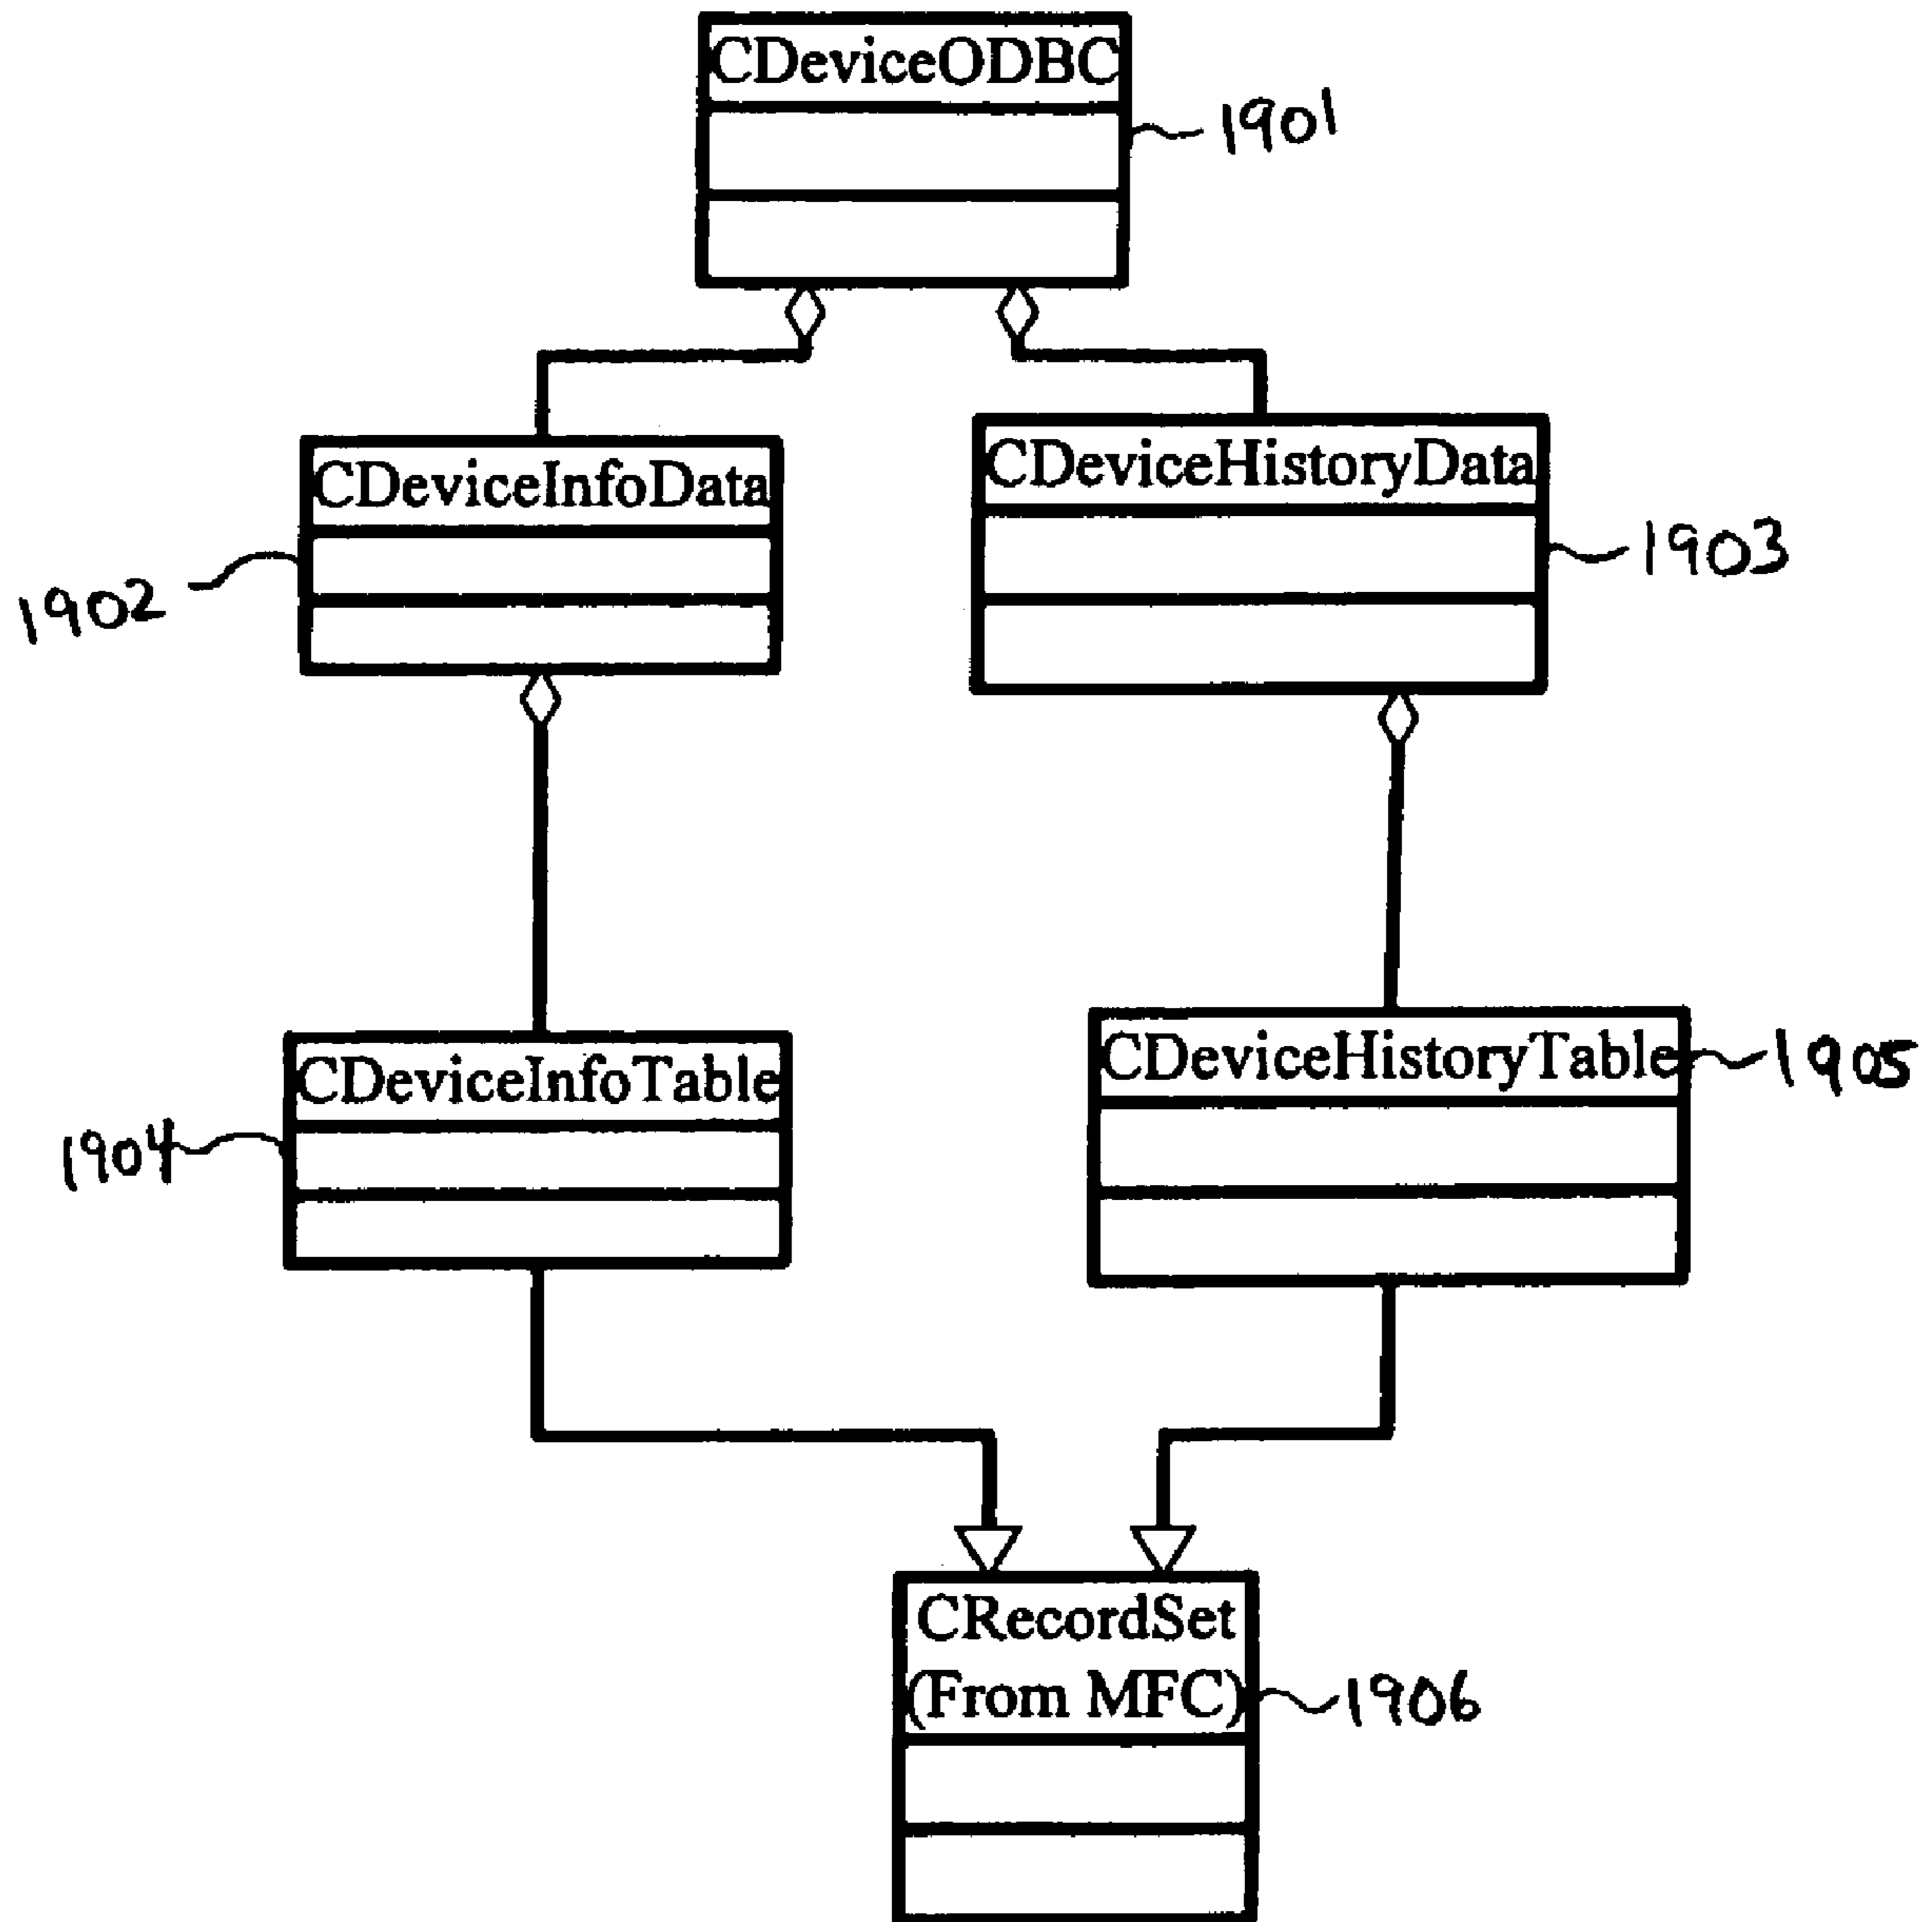 CDeviceODBC
1901
CDeviceInfoData
CDeviceHistoryData
1902
1903
CDeviceInfoTable
CDeviceHistoryTable
1904
1905
CRecordSet
(From MFC)
1906